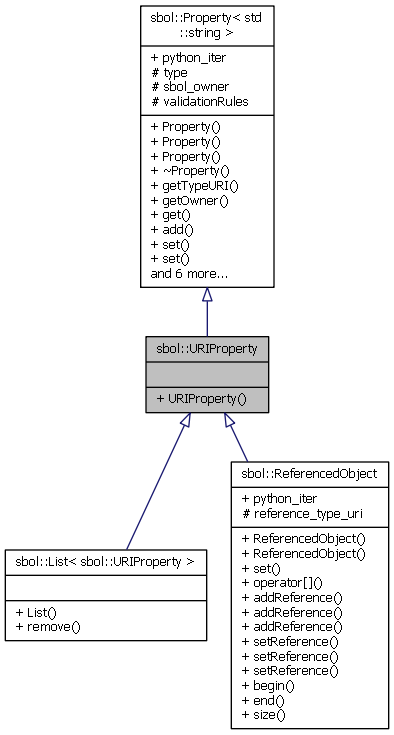 sbol::Property< std
::string >
+ python_iter
# type
# sbol_owner
# validationRules
+ Property()
+ Property()
+ Property()
+ ~Property()
+ getTypeURI()
+ getOwner()
+ get()
+ add()
+ set()
+ set()
and 6 more...
sbol::URIProperty
+ URIProperty()
sbol::List< sbol::URIProperty >
+ List()
+ remove()
sbol::ReferencedObject
+ python_iter
# reference_type_uri
+ ReferencedObject()
+ ReferencedObject()
+ set()
+ operator[]()
+ addReference()
+ addReference()
+ addReference()
+ setReference()
+ setReference()
+ setReference()
+ begin()
+ end()
+ size()